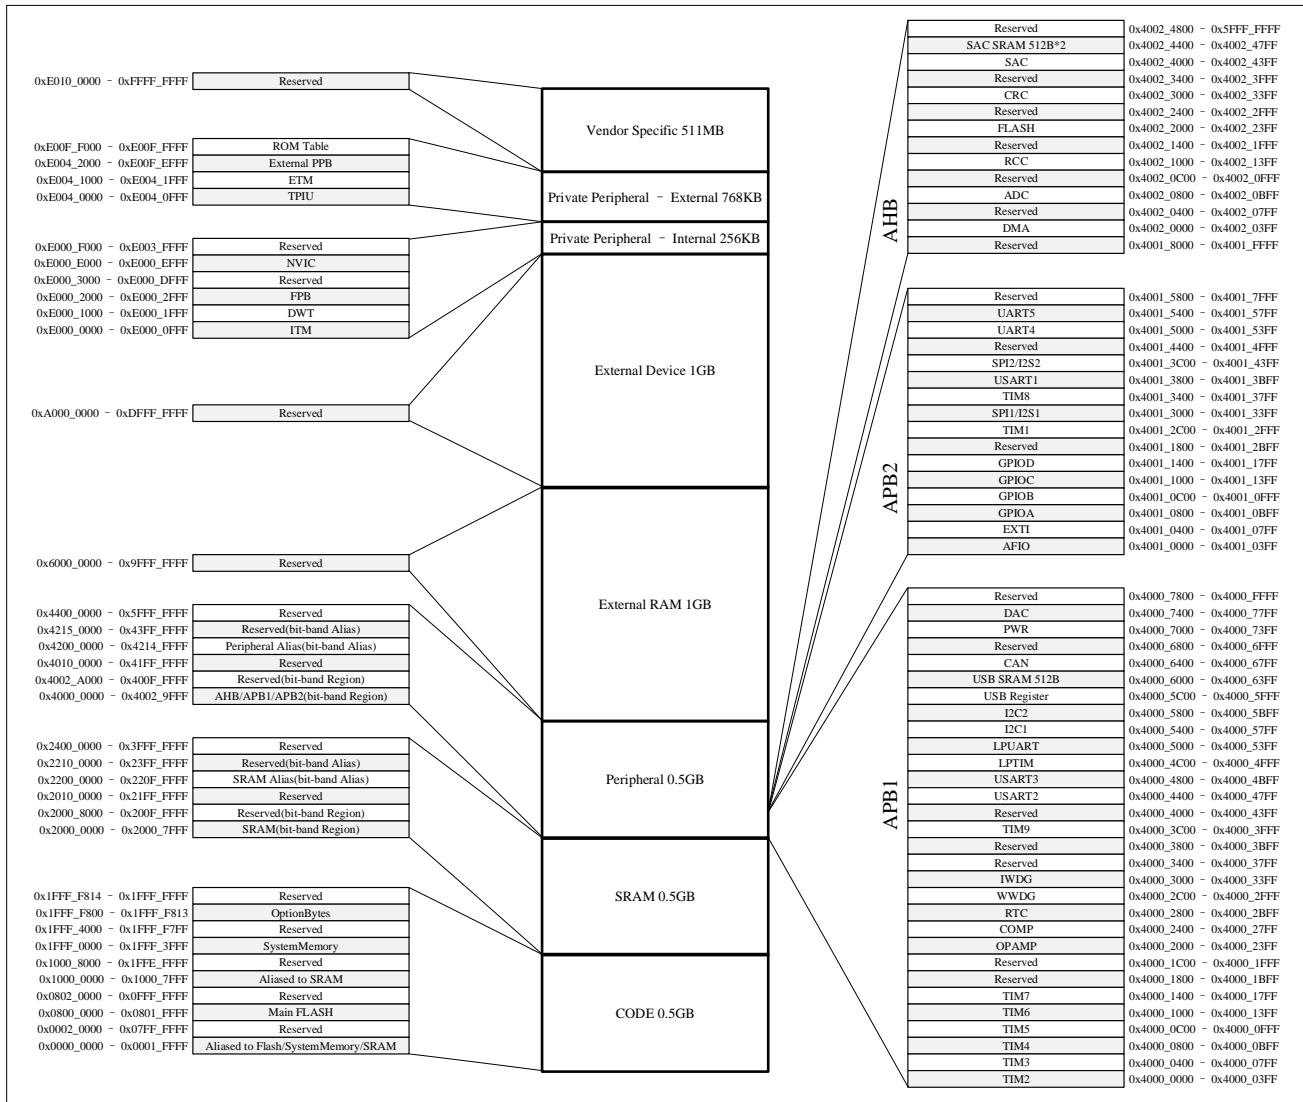 0xE010_0000 - 0xFFFF_FFFF Reserved
0xE00F_F000 - 0xE00F_FFFF ROM Table
0xE004_2000 - 0xE00F_EFFF External PPB
0xE004_1000 - 0xE004_1FFF ETM
0xE004_0000 - 0xE004_0FFF TPIU
0xE000_F000 - 0xE003_FFFF Reserved
0xE000_E000 - 0xE000_EFFF NVIC
0xE000_3000 - 0xE000_DFFF Reserved
0xE000_2000 - 0xE000_2FFF FPB
0xE000_1000 - 0xE000_1FFF DWT
0xE000_0000 - 0xE000_0FFF ITM
0xA000_0000 - 0xDFFF_FFFF Reserved
0x6000_0000 - 0x9FFF_FFFF Reserved
0x4400_0000 - 0x5FFF_FFFF Reserved
0x4215_0000 - 0x43FF_FFFF Reserved(bit-band Alias)
0x4200_0000 - 0x4214_FFFF Peripheral Alias(bit-band Alias)
0x4010_0000 - 0x41FF_FFFF Reserved
0x4002_A000 - 0x400F_FFFF Reserved(bit-band Region)
0x4000_0000 - 0x4002_9FFF AHB/APB1/APB2(bit-band Region)
0x2400_0000 - 0x3FFF_FFFF Reserved
0x2210_0000 - 0x23FF_FFFF Reserved(bit-band Alias)
0x2200_0000 - 0x220F_FFFF SRAM Alias(bit-band Alias)
0x2010_0000 - 0x21FF_FFFF Reserved
0x2000_8000 - 0x200F_FFFF Reserved(bit-band Region)
0x2000_0000 - 0x2000_7FFF SRAM(bit-band Region)
0x1FFF_F814 - 0x1FFF_FFFF Reserved
0x1FFF_F800 - 0x1FFF_F813 OptionBytes
0x1FFF_4000 - 0x1FFF_F7FF Reserved
0x1FFF_0000 - 0x1FFF_3FFF SystemMemory
0x1000_8000 - 0x1FFE_FFFF Reserved
0x1000_0000 - 0x1000_7FFF Aliased to SRAM
0x0802_0000 - 0x0FFF_FFFF Reserved
0x0800_0000 - 0x0801_FFFF Main FLASH
0x0002_0000 - 0x07FF_FFFF Reserved
0x0000_0000 - 0x0001_FFFF Aliased to Flash/SystemMemory/SRAM
Vendor Specific 511MB
Private Peripheral - External 768KB
Private Peripheral - Internal 256KB
External Device 1GB
External RAM 1GB
Peripheral 0.5GB
SRAM 0.5GB
CODE 0.5GB
AHB
Reserved 0x4002_4800 - 0x5FFF_FFFF
SAC SRAM 512B*2 0x4002_4400 - 0x4002_47FF
SAC 0x4002_4000 - 0x4002_43FF
Reserved 0x4002_3400 - 0x4002_3FFF
CRC 0x4002_3000 - 0x4002_33FF
Reserved 0x4002_2400 - 0x4002_2FFF
FLASH 0x4002_2000 - 0x4002_23FF
Reserved 0x4002_1400 - 0x4002_1FFF
RCC 0x4002_1000 - 0x4002_13FF
Reserved 0x4002_0C00 - 0x4002_0FFF
ADC 0x4002_0800 - 0x4002_0BFF
Reserved 0x4002_0400 - 0x4002_07FF
DMA 0x4002_0000 - 0x4002_03FF
Reserved 0x4001_8000 - 0x4001_FFFF
APB2
Reserved 0x4001_5800 - 0x4001_7FFF
UART5 0x4001_5400 - 0x4001_57FF
UART4 0x4001_5000 - 0x4001_53FF
Reserved 0x4001_4400 - 0x4001_4FFF
SPI2/I2S2 0x4001_3C00 - 0x4001_43FF
USART1 0x4001_3800 - 0x4001_3BFF
TIM8 0x4001_3400 - 0x4001_37FF
SPI1/I2S1 0x4001_3000 - 0x4001_33FF
TIM1 0x4001_2C00 - 0x4001_2FFF
Reserved 0x4001_1800 - 0x4001_2BFF
GPIOD 0x4001_1400 - 0x4001_17FF
GPIOC 0x4001_1000 - 0x4001_13FF
GPIOB 0x4001_0C00 - 0x4001_0FFF
GPIOA 0x4001_0800 - 0x4001_0BFF
EXTI 0x4001_0400 - 0x4001_07FF
AFIO 0x4001_0000 - 0x4001_03FF
APB1
Reserved 0x4000_7800 - 0x4000_FFFF
DAC 0x4000_7400 - 0x4000_77FF
PWR 0x4000_7000 - 0x4000_73FF
Reserved 0x4000_6800 - 0x4000_6FFF
CAN 0x4000_6400 - 0x4000_67FF
USB SRAM 512B 0x4000_6000 - 0x4000_63FF
USB Register 0x4000_5C00 - 0x4000_5FFF
I2C2 0x4000_5800 - 0x4000_5BFF
I2C1 0x4000_5400 - 0x4000_57FF
LPUART 0x4000_5000 - 0x4000_53FF
LPTIM 0x4000_4C00 - 0x4000_4FFF
USART3 0x4000_4800 - 0x4000_4BFF
USART2 0x4000_4400 - 0x4000_47FF
Reserved 0x4000_4000 - 0x4000_43FF
TIM9 0x4000_3C00 - 0x4000_3FFF
Reserved 0x4000_3800 - 0x4000_3BFF
Reserved 0x4000_3400 - 0x4000_37FF
IWDG 0x4000_3000 - 0x4000_33FF
WWDG 0x4000_2C00 - 0x4000_2FFF
RTC 0x4000_2800 - 0x4000_2BFF
COMP 0x4000_2400 - 0x4000_27FF
OPAMP 0x4000_2000 - 0x4000_23FF
Reserved 0x4000_1C00 - 0x4000_1FFF
Reserved 0x4000_1800 - 0x4000_1BFF
TIM7 0x4000_1400 - 0x4000_17FF
TIM6 0x4000_1000 - 0x4000_13FF
TIM5 0x4000_0C00 - 0x4000_0FFF
TIM4 0x4000_0800 - 0x4000_0BFF
TIM3 0x4000_0400 - 0x4000_07FF
TIM2 0x4000_0000 - 0x4000_03FF